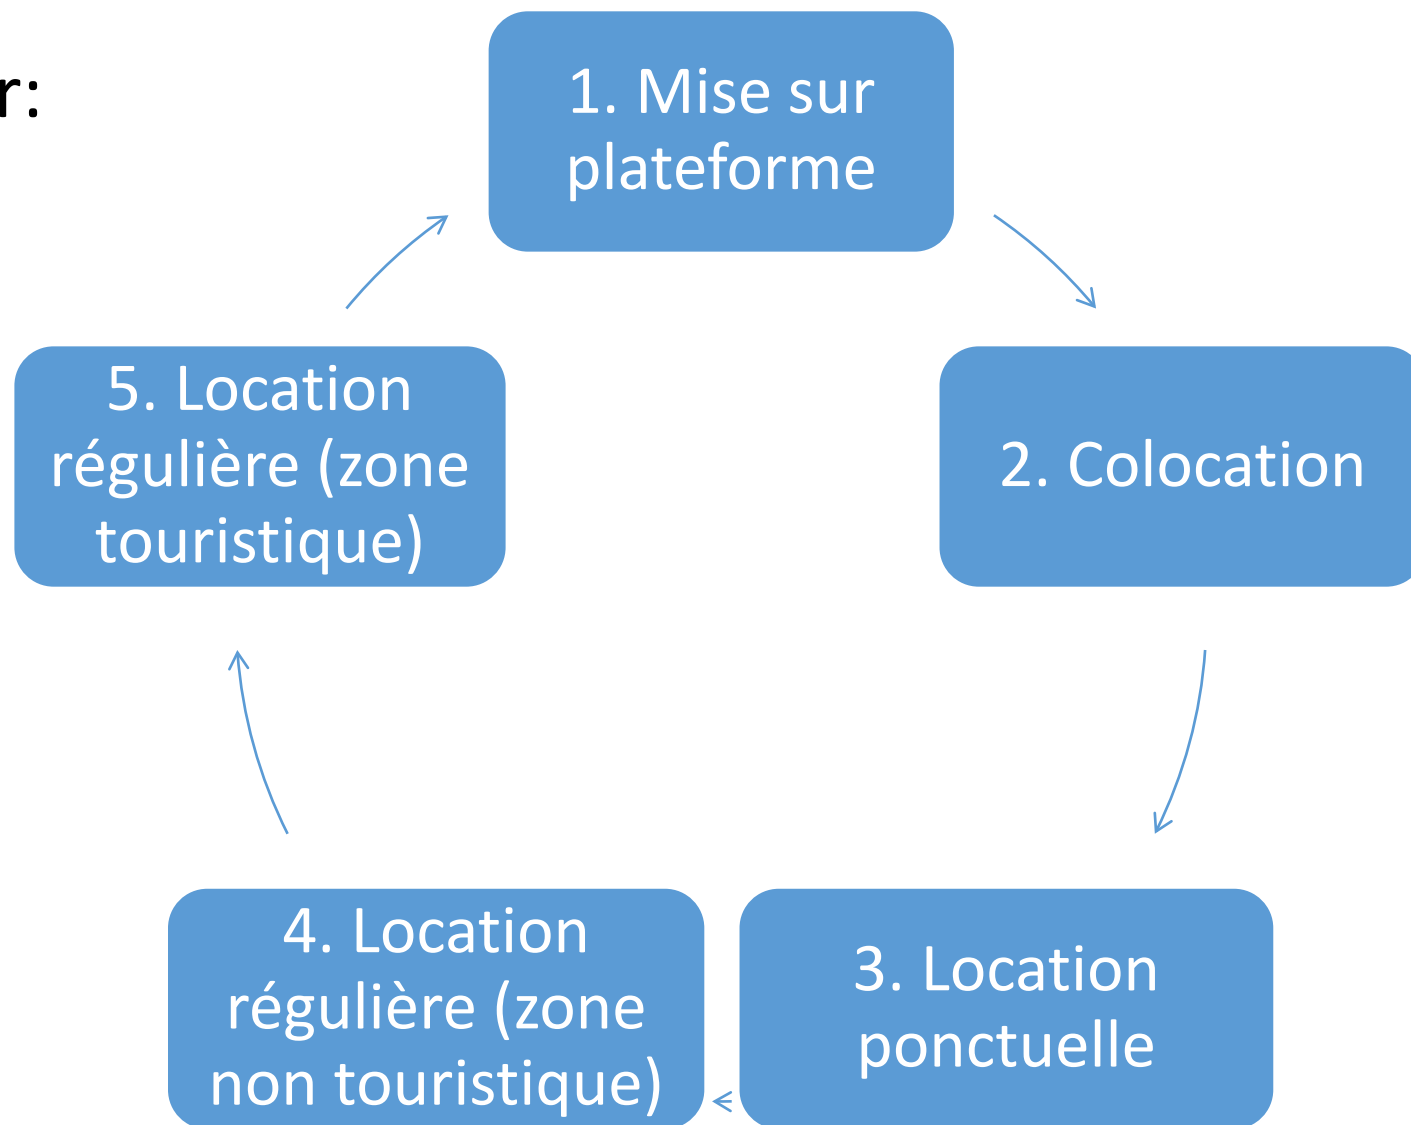 r:
1. Mise sur
plateforme
2. Colocation
3. Location
ponctuelle
4. Location
régulière (zone
non touristique)
5. Location
régulière (zone
touristique)